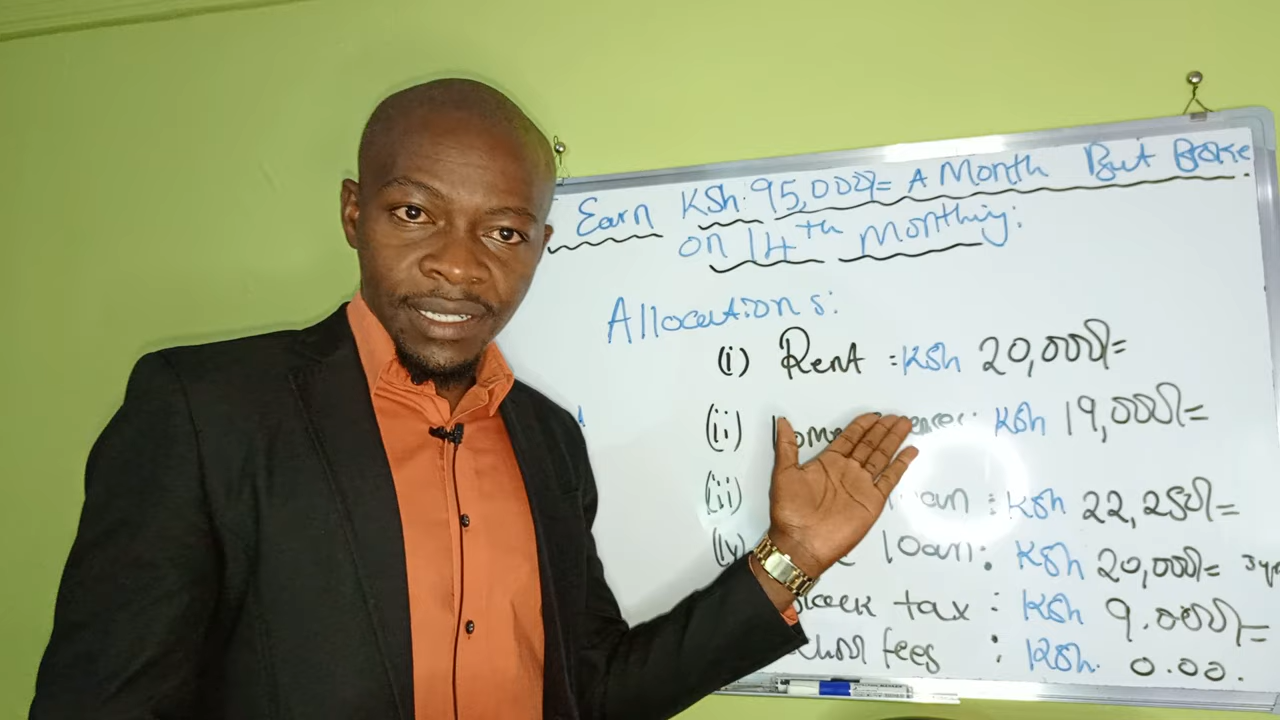 Earn KSh: 95,000/= A Month But Broke
on 14th Monthly:
Allocations:
(i) Rent : KSh 20,000/=
(ii) KSh 19,000/=
(iii) : KSh 22,250/=
(iv) loan: KSh 20,000/=
tax : KSh 9,000/=
fees : KSh. 0.00.